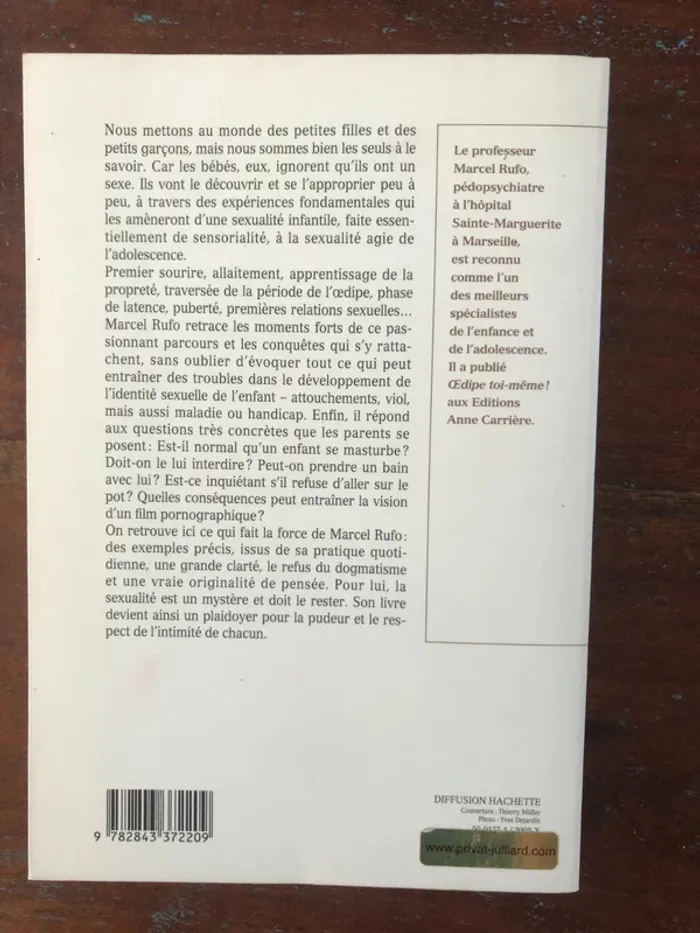 Nous mettons au monde des petites filles et des
petits garçons, mais nous sommes bien les seuls à le
savoir. Car les bébés, eux, ignorent qu'ils ont un
sexe. Ils vont le découvrir et se l'approprier peu à
peu, à travers des expériences fondamentales qui
les amèneront d'une sexualité infantile, faite essen-
tiellement de sensorialité, à la sexualité agie de
l'adolescence.
Premier sourire, allaitement, apprentissage de la
propreté, traversée de la période de l'œdipe, phase
de latence, puberté, premières relations sexuelles...
Marcel Rufo retrace les moments forts de ce pas-
sionnant parcours et les conquêtes qui s'y ratta-
chent, sans oublier d'évoquer tout ce qui peut
entraîner des troubles dans le développement de
l'identité sexuelle de l'enfant – attouchements, viol,
mais aussi maladie ou handicap. Enfin, il répond
aux questions très concrètes que les parents se
posent : Est-il normal qu'un enfant se masturbe ?
Doit-on le lui interdire ? Peut-on prendre un bain
avec lui ? Est-ce inquiétant s'il refuse d'aller sur le
pot ? Quelles conséquences peut entraîner la vision
d'un film pornographique ?
On retrouve ici ce qui fait la force de Marcel Rufo :
des exemples précis, issus de sa pratique quoti-
dienne, une grande clarté, le refus du dogmatisme
et une vraie originalité de pensée. Pour lui, la
sexualité est un mystère et doit le rester. Son livre
devient ainsi un plaidoyer pour la pudeur et le res-
pect de l'intimité de chacun.
Le professeur
Marcel Rufo,
pédopsychiatre
à l'hôpital
Sainte-Marguerite
à Marseille,
est reconnu
comme l'un
des meilleurs
spécialistes
de l'enfance et
de l'adolescence.
Il a publié
Œdipe toi-même !
aux Editions
Anne Carrière.
9 782843 372209
DIFFUSION HACHETTE
Couverture : Thierry Müller
Photo : Yves Dejardin
www.privat-julliard.com